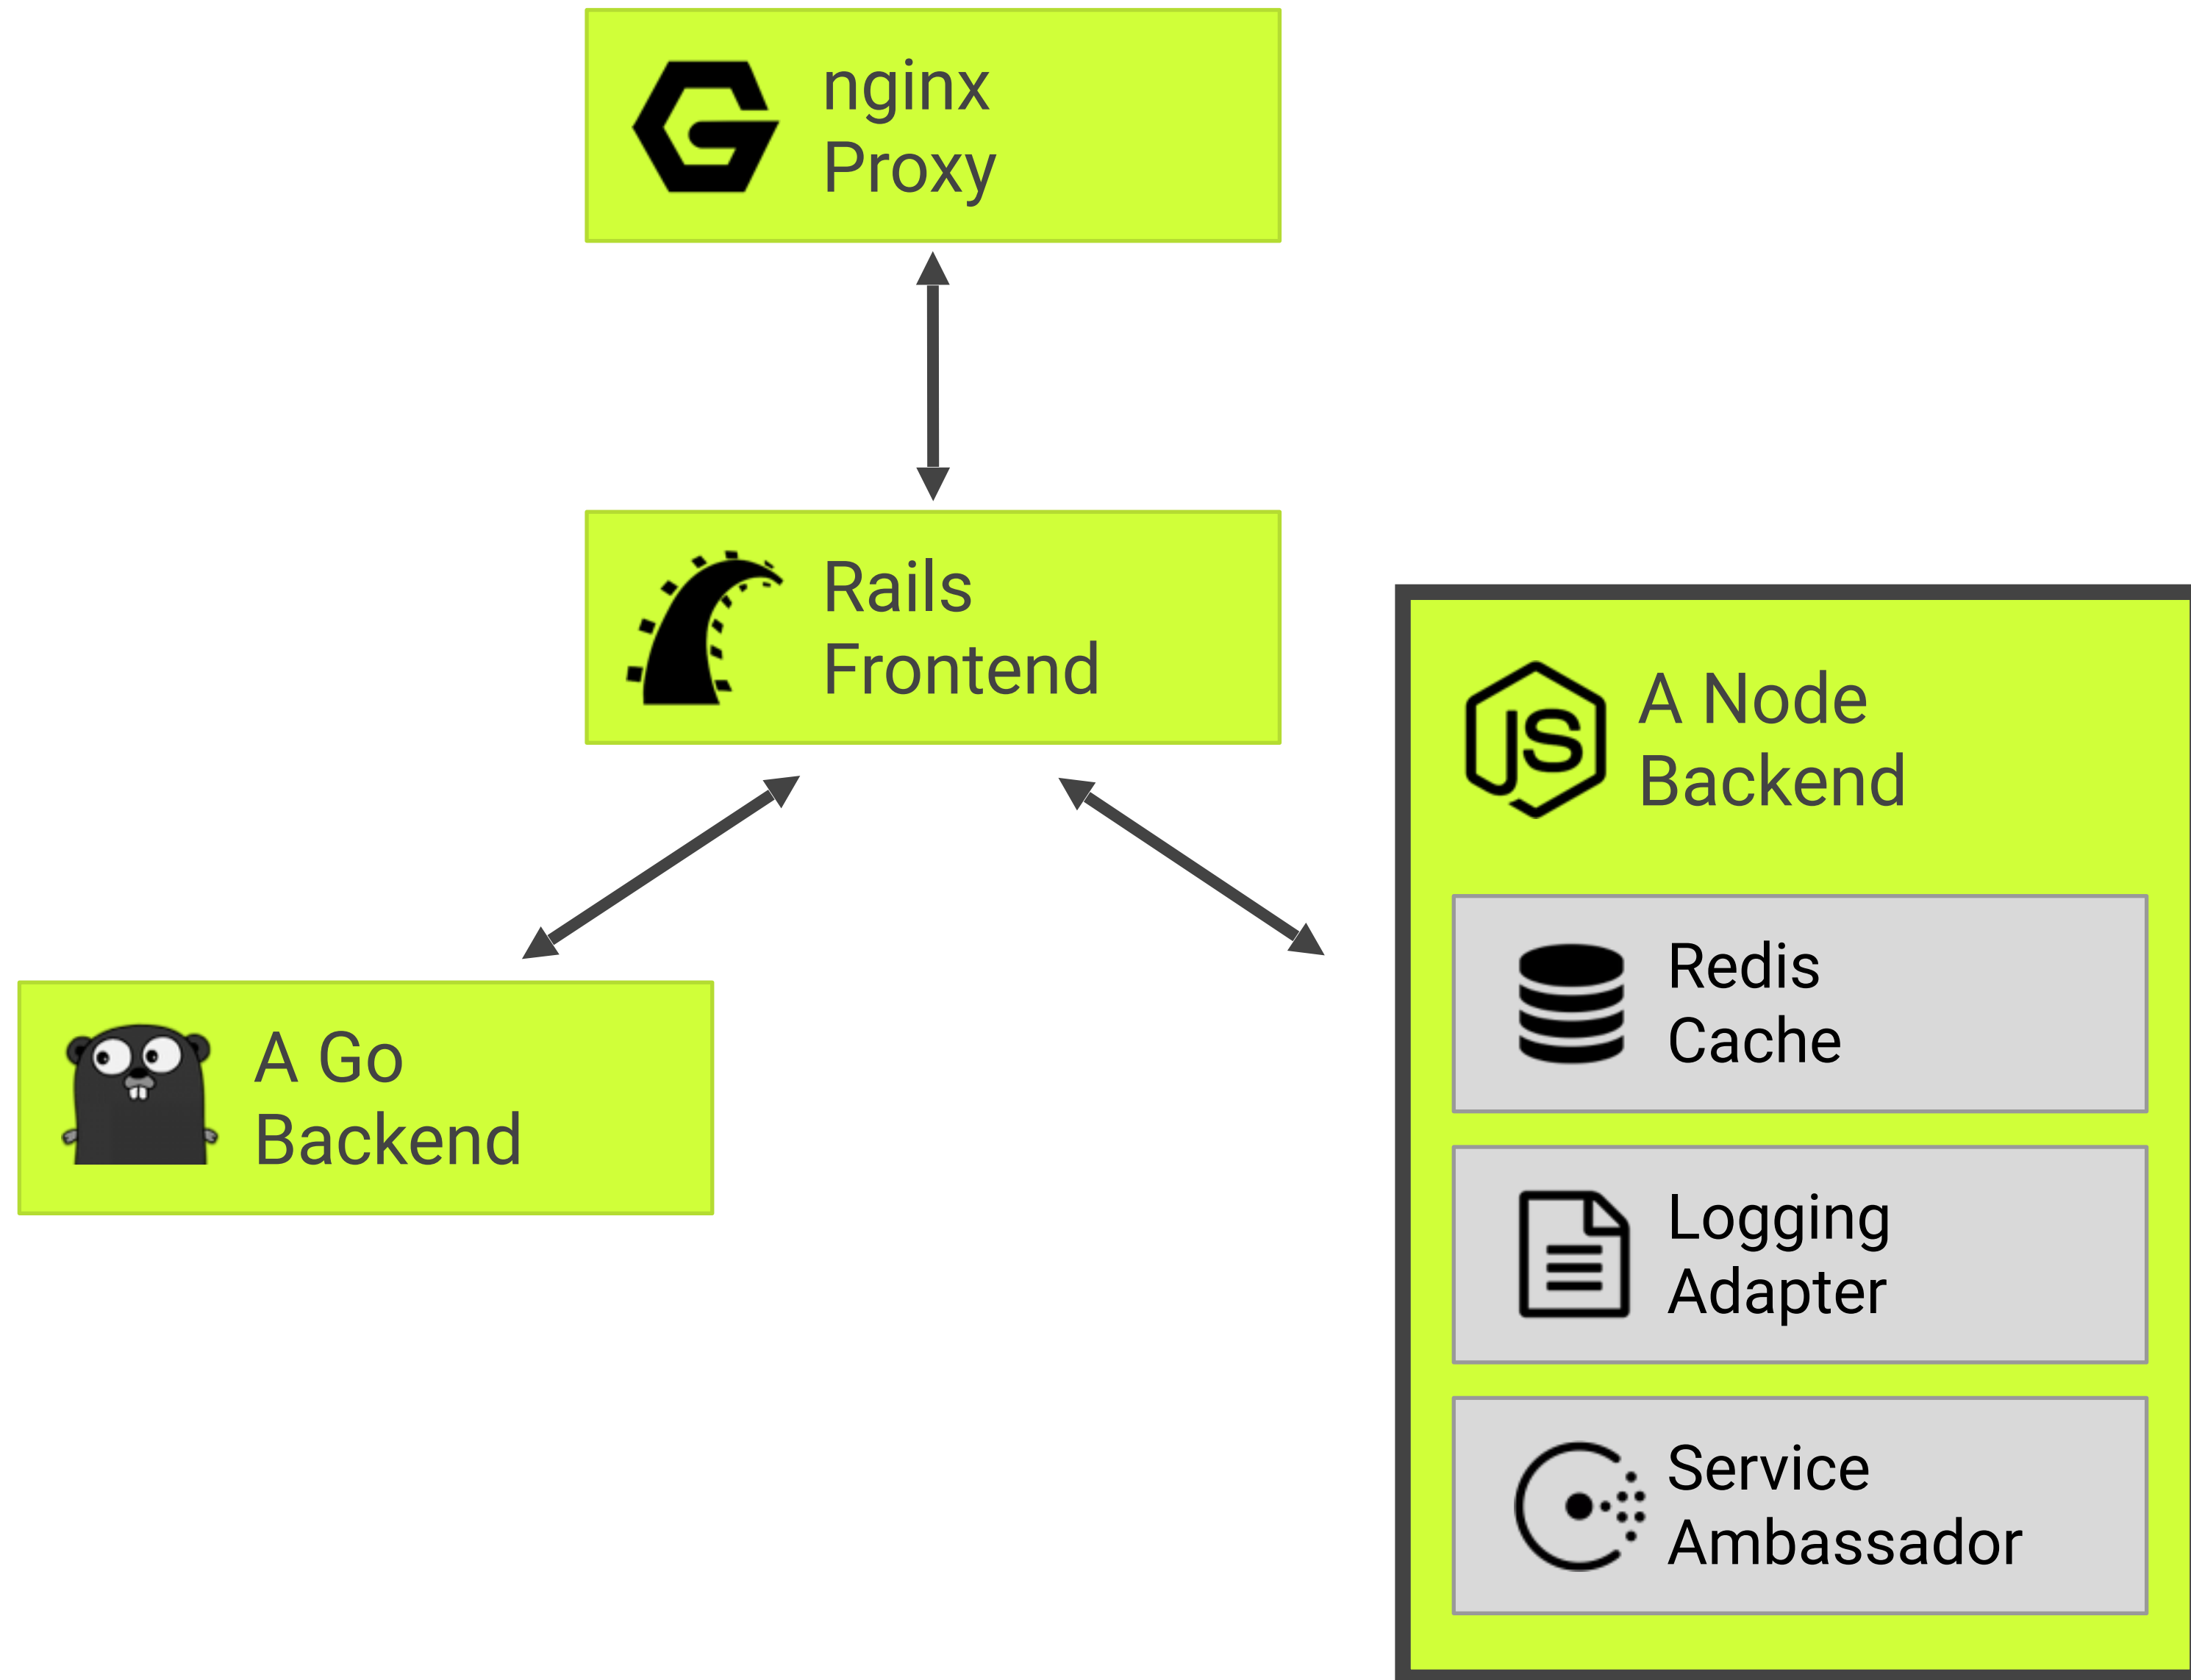 nginx
Proxy
Rails
Frontend
A Node
Backend
Redis
Cache
A Go
Backend
Logging
Adapter
Service
Ambassador